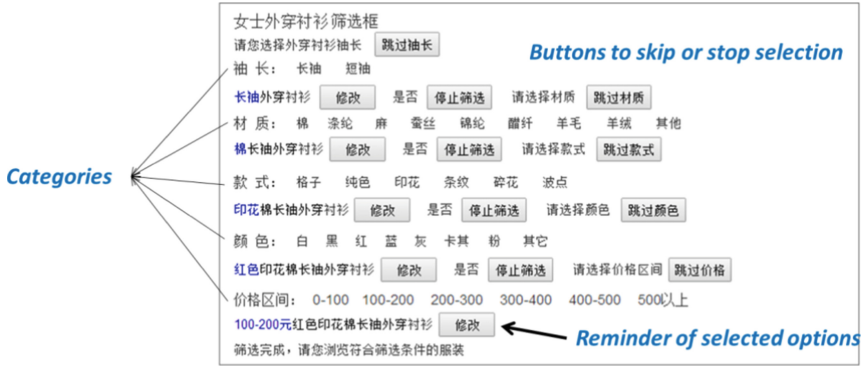 女士外穿衬衫筛选框
请您选择外穿衬衫袖长 跳过袖长
Buttons to skip or stop selection
袖 长： 长袖 短袖
长袖外穿衬衫 修改 是否 停止筛选 请选择材质 跳过材质
材 质： 棉 涤纶 麻 蚕丝 锦纶 醋纤 羊毛 羊绒 其他
棉长袖外穿衬衫 修改 是否 停止筛选 请选择款式 跳过款式
Categories
款 式： 格子 纯色 印花 条纹 碎花 波点
印花棉长袖外穿衬衫 修改 是否 停止筛选 请选择颜色 跳过颜色
颜 色： 白 黑 红 蓝 灰 卡其 粉 其它
红色印花棉长袖外穿衬衫 修改 是否 停止筛选 请选择价格区间 跳过价格
价格区间： 0-100 100-200 200-300 300-400 400-500 500以上
100-200元红色印花棉长袖外穿衬衫 修改
Reminder of selected options
筛选完成，请您浏览符合筛选条件的服装